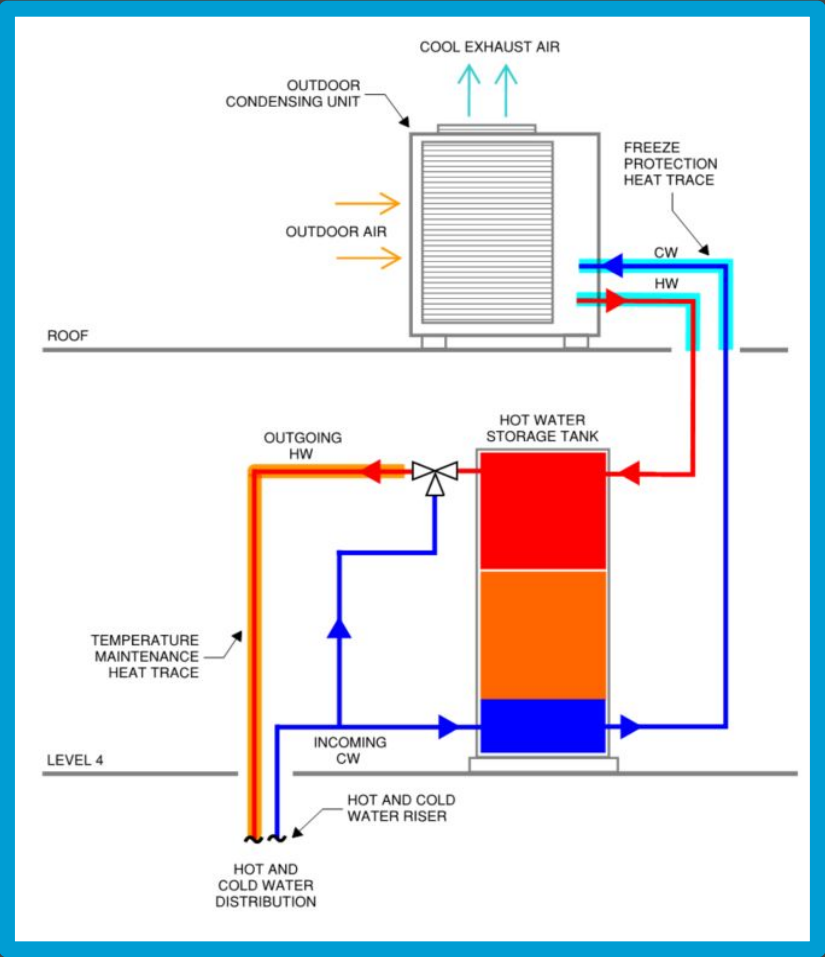 COOL EXHAUST AIR
OUTDOOR
CONDENSING UNIT
FREEZE
PROTECTION
HEAT TRACE
OUTDOOR AIR
CW
HW
ROOF
HOT WATER
STORAGE TANK
OUTGOING
HW
TEMPERATURE
MAINTENANCE
HEAT TRACE
INCOMING
CW
LEVEL 4
HOT AND COLD
WATER RISER
HOT AND
COLD WATER
DISTRIBUTION